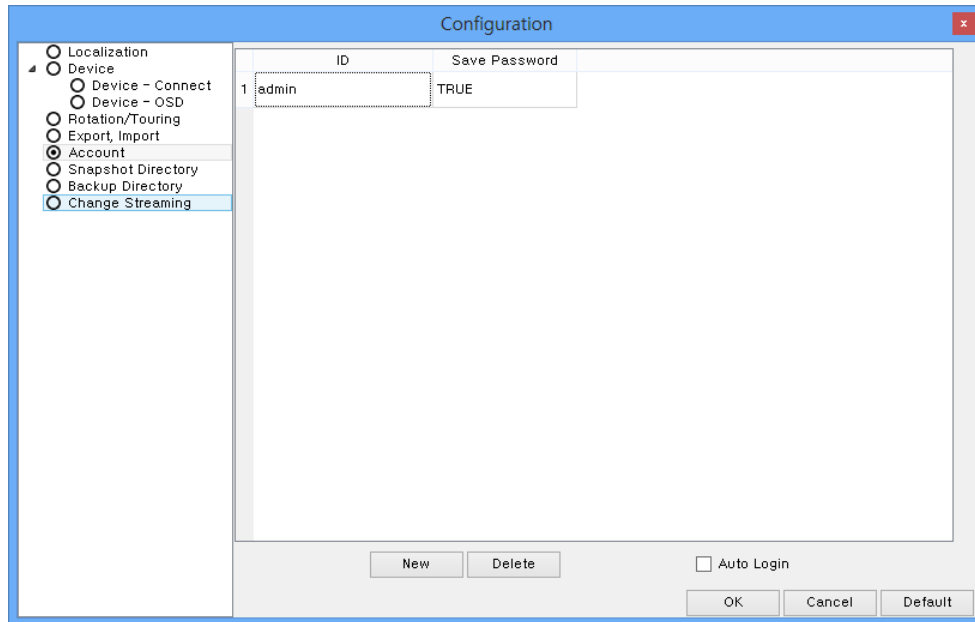 Configuration
x
Localization
Device
Device - Connect
Device - OSD
Rotation/Touring
Export, Import
Account
Snapshot Directory
Backup Directory
Change Streaming
ID Save Password
1 admin TRUE
New Delete Auto Login
OK Cancel Default